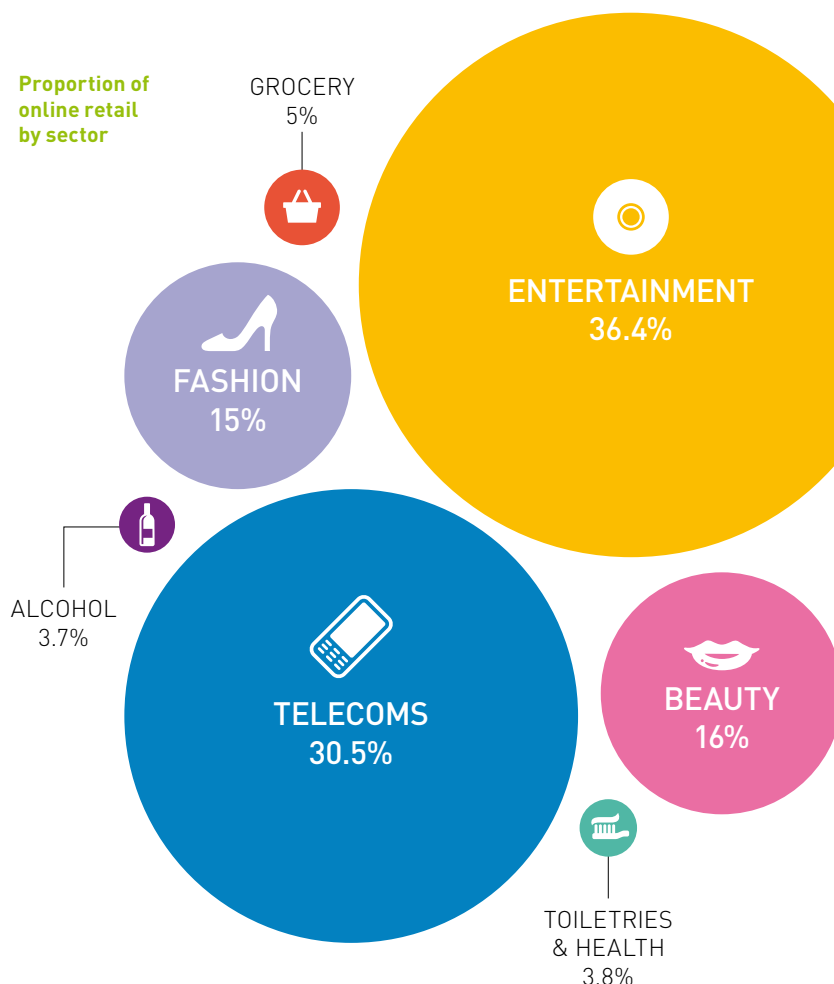 Proportion of
online retail
by sector
GROCERY
5%
ENTERTAINMENT
36.4%
FASHION
15%
ALCOHOL
3.7%
TELECOMS
30.5%
BEAUTY
16%
TOILETRIES
& HEALTH
3.8%